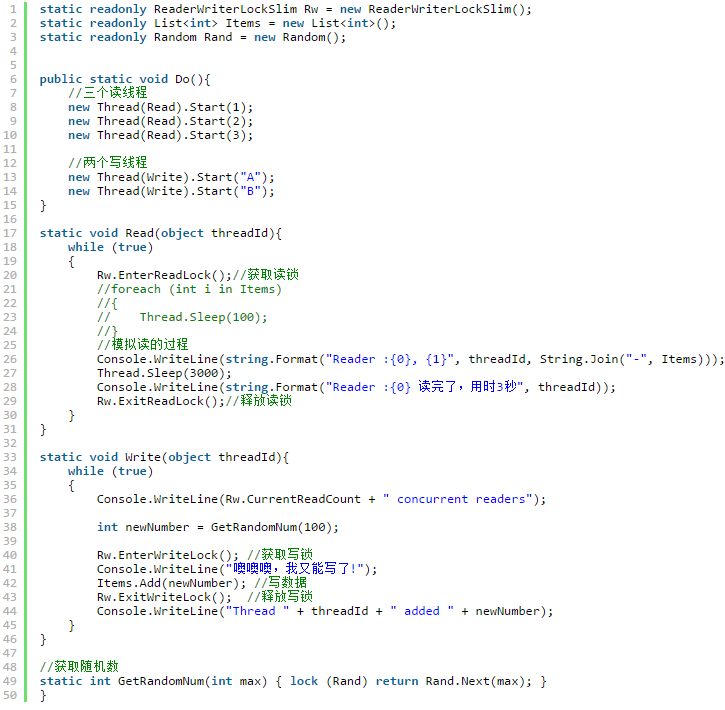 1 static readonly ReaderWriterLockSlim Rw = new ReaderWriterLockSlim();
2 static readonly List<int> Items = new List<int>();
3 static readonly Random Rand = new Random();
4
5
6 public static void Do(){
7     //三个读线程
8     new Thread(Read).Start(1);
9     new Thread(Read).Start(2);
10     new Thread(Read).Start(3);
11
12     //两个写线程
13     new Thread(Write).Start("A");
14     new Thread(Write).Start("B");
15 }
16
17 static void Read(object threadId){
18     while (true)
19     {
20         Rw.EnterReadLock();//获取读锁
21         //foreach (int i in Items)
22         //{
23         //    Thread.Sleep(100);
24         //}
25         //模拟读的过程
26         Console.WriteLine(string.Format("Reader :{0}, {1}", threadId, String.Join("-", Items)));
27         Thread.Sleep(3000);
28         Console.WriteLine(string.Format("Reader :{0} 读完了，用时3秒", threadId));
29         Rw.ExitReadLock();//释放读锁
30     }
31 }
32
33 static void Write(object threadId){
34     while (true)
35     {
36         Console.WriteLine(Rw.CurrentReadCount + " concurrent readers");
37
38         int newNumber = GetRandomNum(100);
39
40         Rw.EnterWriteLock(); //获取写锁
41         Console.WriteLine("噢噢噢，我又能写了!");
42         Items.Add(newNumber); //写数据
43         Rw.ExitWriteLock();  //释放写锁
44         Console.WriteLine("Thread " + threadId + " added " + newNumber);
45     }
46 }
47
48 //获取随机数
49 static int GetRandomNum(int max) { lock (Rand) return Rand.Next(max); }
50 }